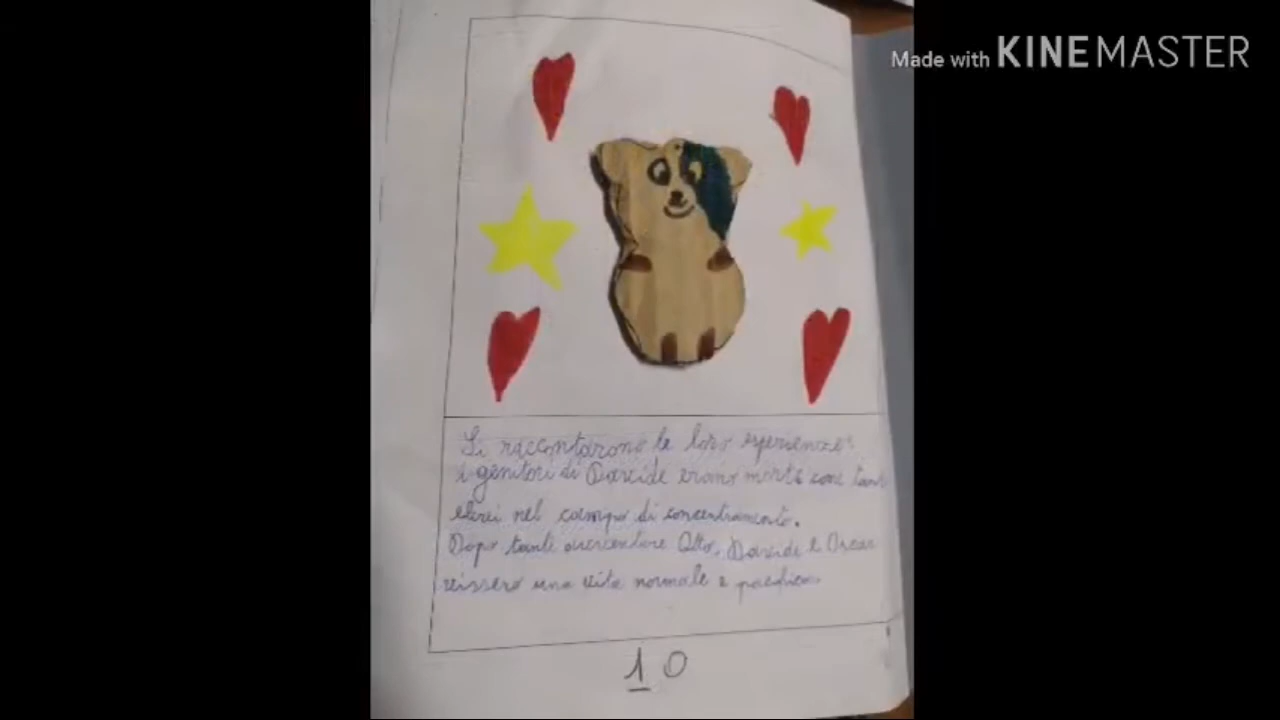 Made with KINEMASTER
Si raccontarono le loro esperienze:
i genitori di Davide erano morti come tanti
ebrei nel campo di concentramento.
Dopo tante avventure Otto, Davide e Oscar
vissero una vita normale e pacifica.
10